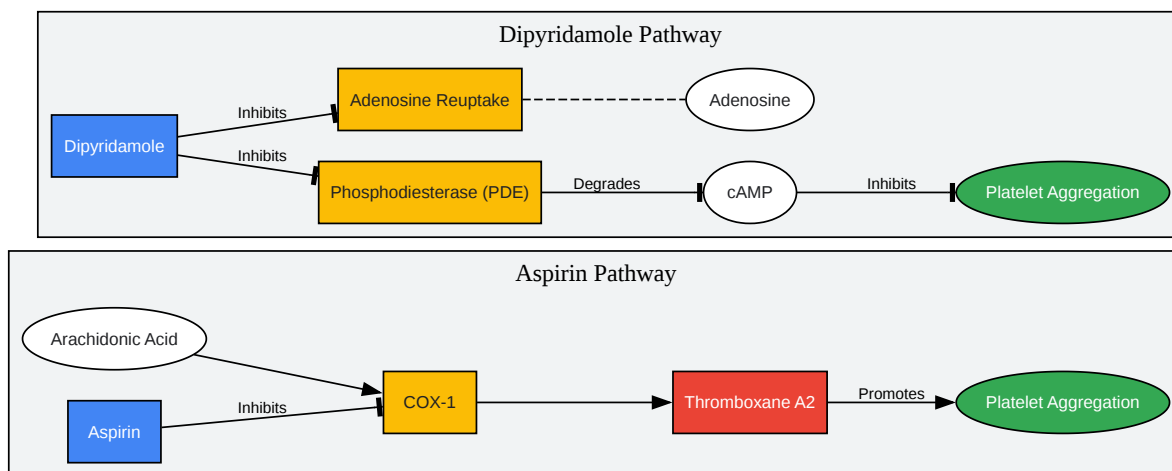 Dipyridamole Pathway
Inhibits
Adenosine Reuptake
Adenosine
Dipyridamole
Inhibits
Phosphodiesterase (PDE)
Degrades
cAMP
Inhibits
Platelet Aggregation
Aspirin Pathway
Arachidonic Acid
Inhibits
COX-1
Thromboxane A2
Promotes
Platelet Aggregation
Aspirin